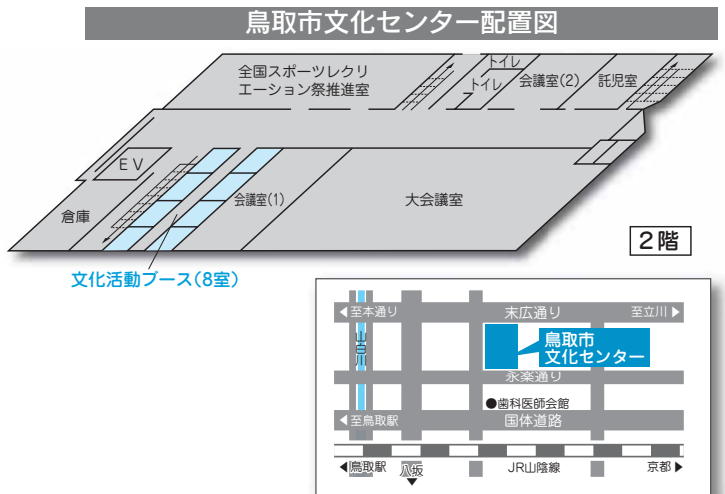 鳥取市文化センター配置図
全国スポーツレクリ
エーション祭推進室
トイレ
トイレ
会議室(2)
託児室
EV
倉庫
会議室(1)
大会議室
2階
文化活動ブース(8室)
◀至本通り
末広通り
至立川▶
山白川
鳥取市
文化センター
永楽通り
●歯科医師会館
◀至鳥取駅
国体道路
◀鳥取駅
八坂
▼
JR山陰線
京都▶